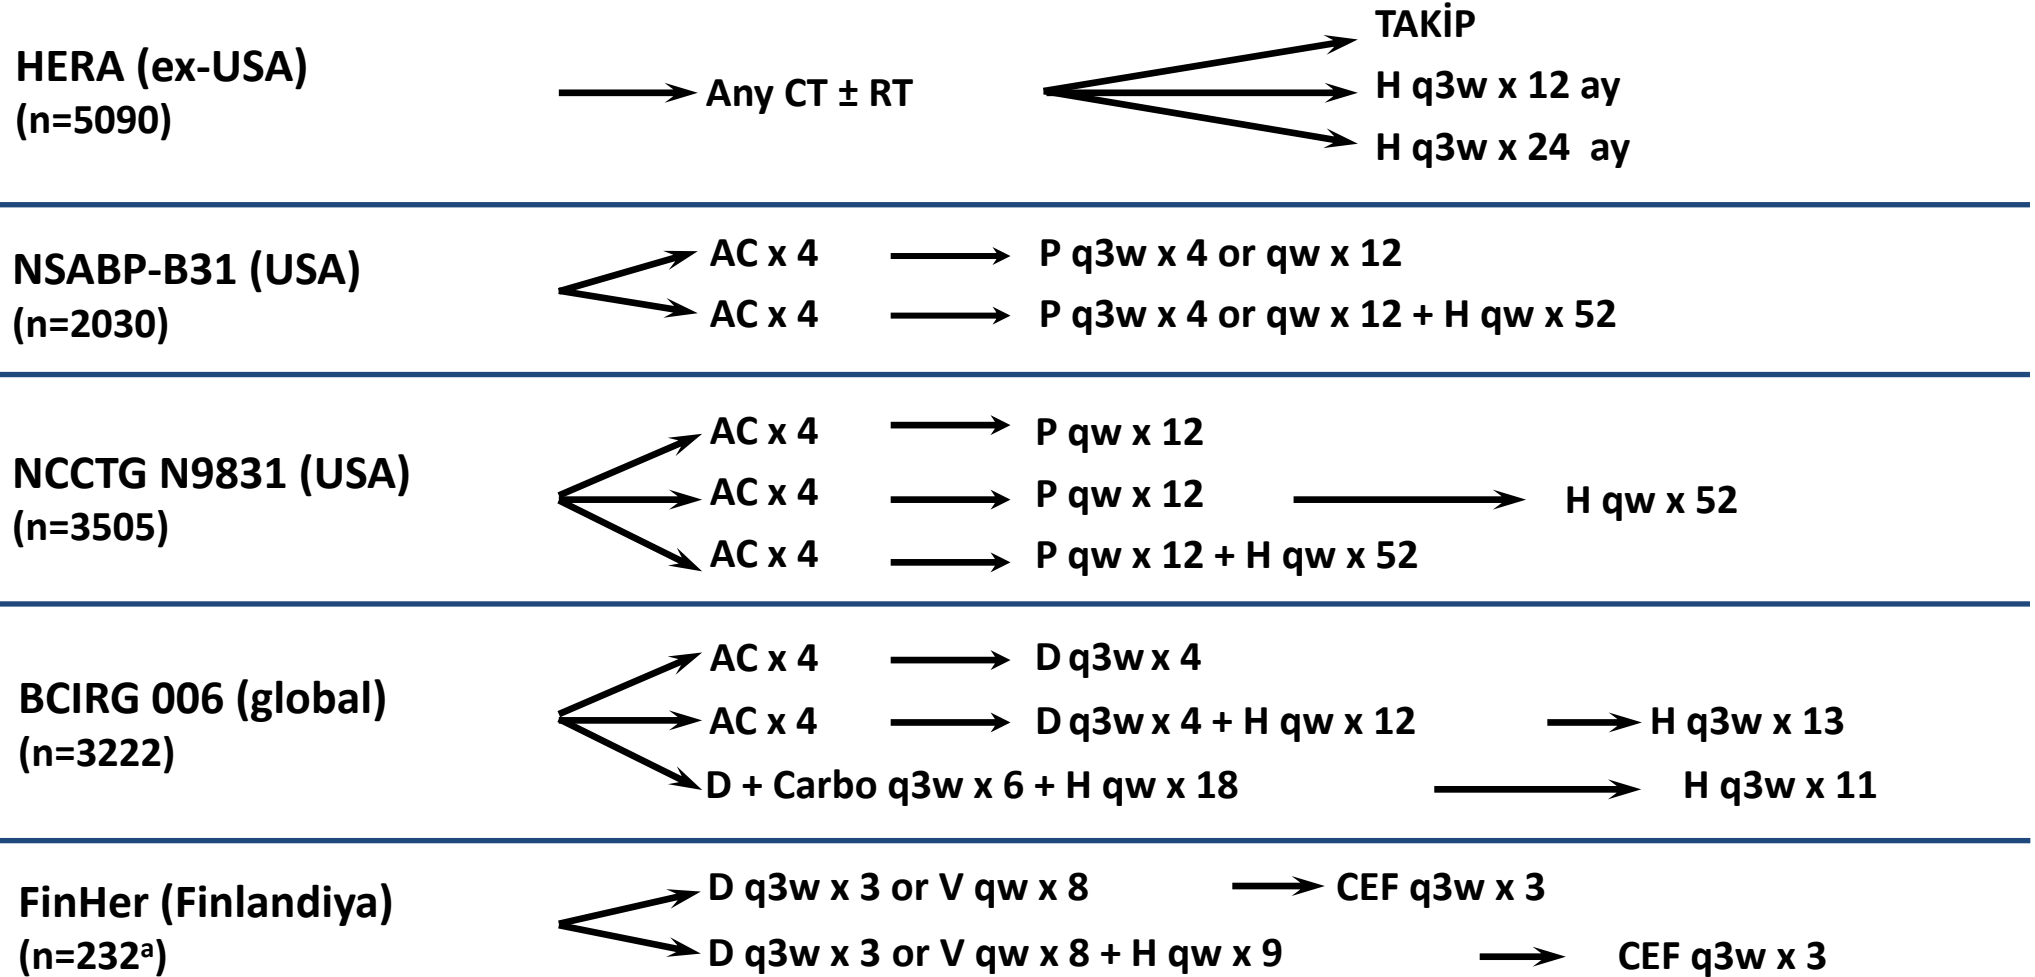 HERA (ex-USA)
(n=5090)
Any CT ± RT
TAKİP
H q3w x 12 ay
H q3w x 24 ay
NSABP-B31 (USA)
(n=2030)
AC x 4
P q3w x 4 or qw x 12
AC x 4
P q3w x 4 or qw x 12 + H qw x 52
NCCTG N9831 (USA)
(n=3505)
AC x 4
P qw x 12
AC x 4
P qw x 12
H qw x 52
AC x 4
P qw x 12 + H qw x 52
BCIRG 006 (global)
(n=3222)
AC x 4
D q3w x 4
AC x 4
D q3w x 4 + H qw x 12
H q3w x 13
D + Carbo q3w x 6 + H qw x 18
H q3w x 11
FinHer (Finlandiya)
(n=232ᵃ)
D q3w x 3 or V qw x 8
CEF q3w x 3
D q3w x 3 or V qw x 8 + H qw x 9
CEF q3w x 3